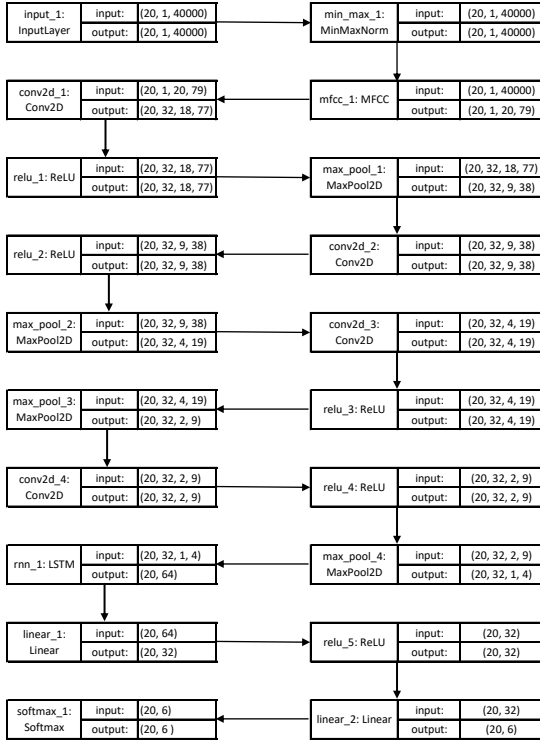 input_1:
InputLayer
input: (20, 1, 40000)
output: (20, 1, 40000)
min_max_1:
MinMaxNorm
input: (20, 1, 40000)
output: (20, 1, 40000)
conv2d_1:
Conv2D
input: (20, 1, 20, 79)
output: (20, 32, 18, 77)
mfcc_1: MFCC
input: (20, 1, 40000)
output: (20, 1, 20, 79)
relu_1: ReLU
input: (20, 32, 18, 77)
output: (20, 32, 18, 77)
max_pool_1:
MaxPool2D
input: (20, 32, 18, 77)
output: (20, 32, 9, 38)
relu_2: ReLU
input: (20, 32, 9, 38)
output: (20, 32, 9, 38)
conv2d_2:
Conv2D
input: (20, 32, 9, 38)
output: (20, 32, 9, 38)
max_pool_2:
MaxPool2D
input: (20, 32, 9, 38)
output: (20, 32, 4, 19)
conv2d_3:
Conv2D
input: (20, 32, 4, 19)
output: (20, 32, 4, 19)
max_pool_3:
MaxPool2D
input: (20, 32, 4, 19)
output: (20, 32, 2, 9)
relu_3: ReLU
input: (20, 32, 4, 19)
output: (20, 32, 4, 19)
conv2d_4:
Conv2D
input: (20, 32, 2, 9)
output: (20, 32, 2, 9)
relu_4: ReLU
input: (20, 32, 2, 9)
output: (20, 32, 2, 9)
rnn_1: LSTM
input: (20, 32, 1, 4)
output: (20, 64)
max_pool_4:
MaxPool2D
input: (20, 32, 2, 9)
output: (20, 32, 1, 4)
linear_1:
Linear
input: (20, 64)
output: (20, 32)
relu_5: ReLU
input: (20, 32)
output: (20, 32)
softmax_1:
Softmax
input: (20, 6)
output: (20, 6 )
linear_2: Linear
input: (20, 32)
output: (20, 6)